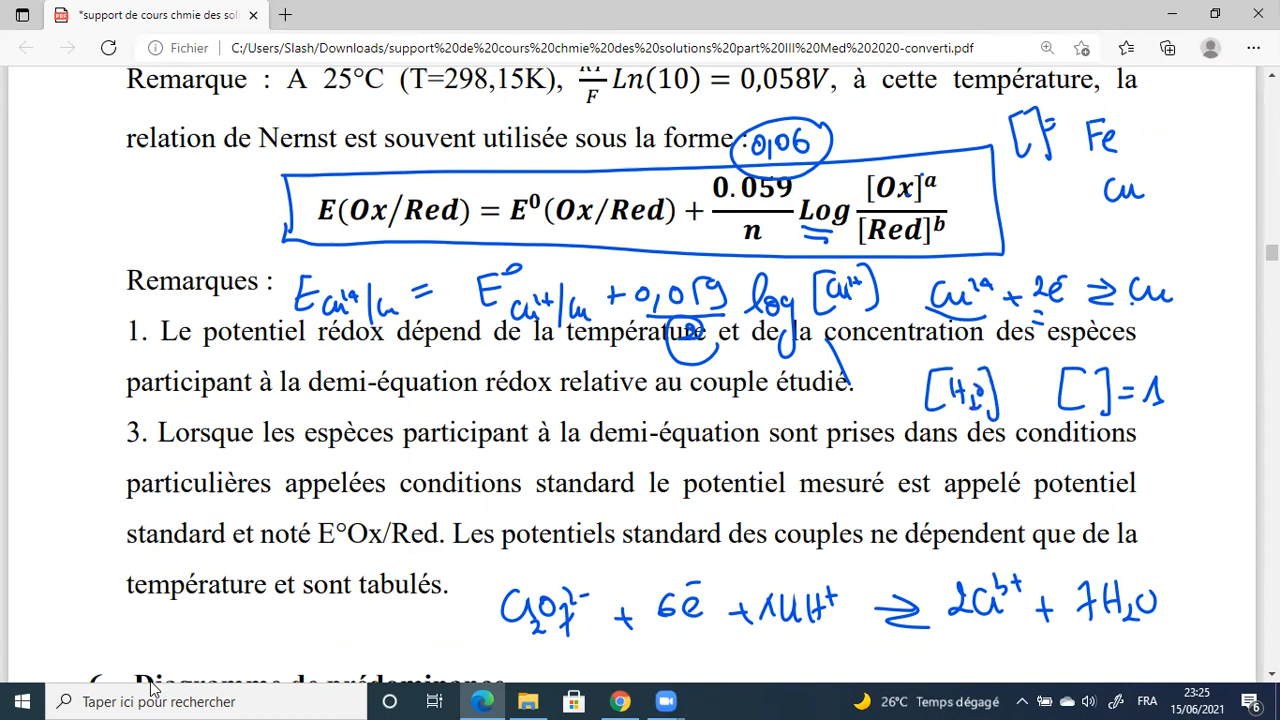 *support de cours chmie des solu
Fichier | C:/Users/Slash/Downloads/support%20de%20cours%20chmie%20des%20solutions%20part%20III%20Med%202020-converti.pdf
Remarque : A 25°C (T=298,15K), RT/F Ln(10) = 0,058V, à cette température, la
relation de Nernst est souvent utilisée sous la forme :
0,06
[ ]= Fe
Cu
E(Ox/Red) = E⁰(Ox/Red) + 0.059/n Log [Ox]ᵃ/[Red]ᵇ
Remarques :
E Cu²⁺/Cu = E° Cu²⁺/Cu + 0,059/2 log [Cu²⁺]
Cu²⁺ + 2e⁻ ⇌ Cu
1. Le potentiel rédox dépend de la température et de la concentration des espèces
participant à la demi-équation rédox relative au couple étudié.
[H₂O] [ ] = 1
3. Lorsque les espèces participant à la demi-équation sont prises dans des conditions
particulières appelées conditions standard le potentiel mesuré est appelé potentiel
standard et noté E°Ox/Red. Les potentiels standard des couples ne dépendent que de la
température et sont tabulés.
Cr₂O₇²⁻ + 6e⁻ + 14H⁺ ⇌ 2Cr³⁺ + 7H₂O
6. Diagramme de prédominance
Taper ici pour rechercher
26°C Temps dégagé
FRA
23:25
15/06/2021
6